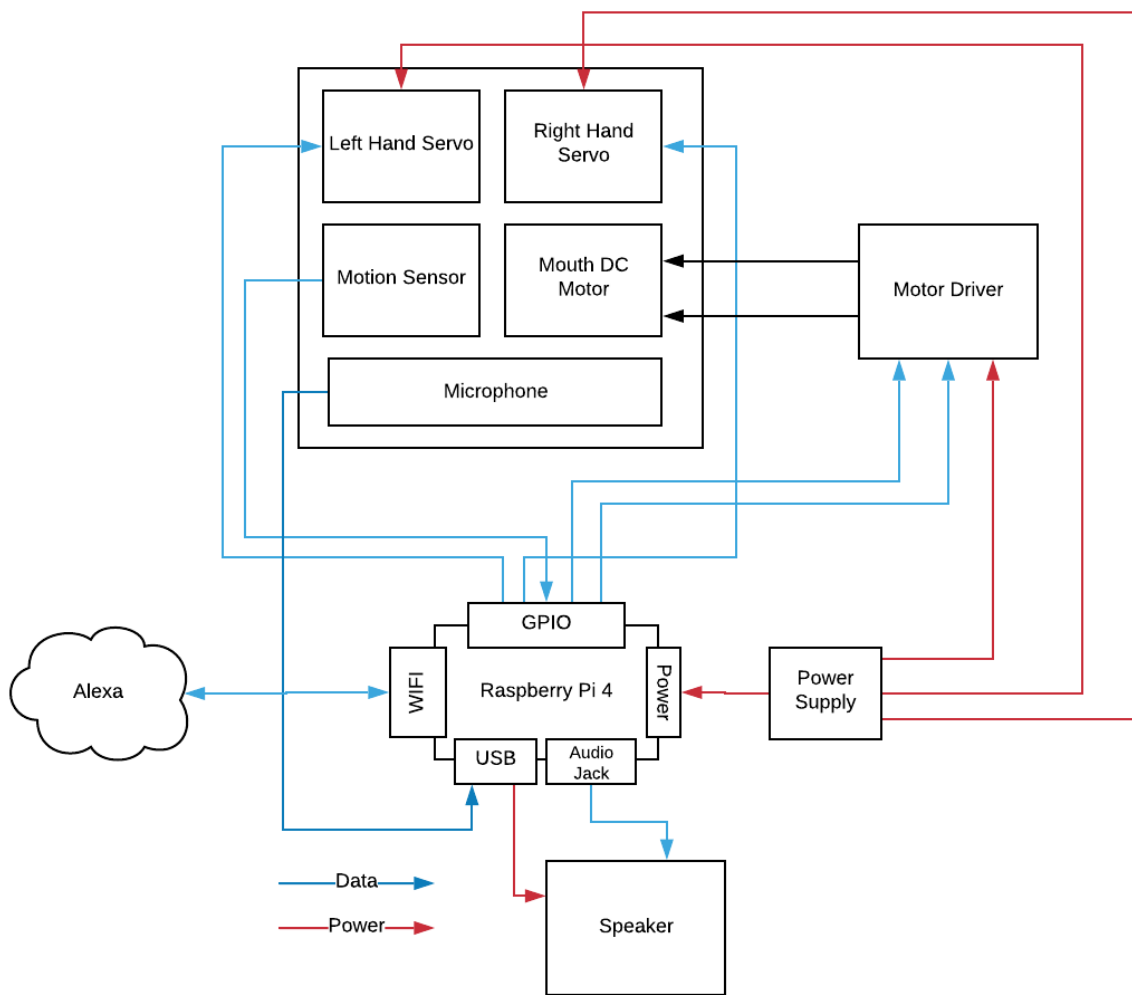 Left Hand Servo
Right Hand
Servo
Motion Sensor
Mouth DC
Motor
Motor Driver
Microphone
GPIO
Alexa
WIFI
Raspberry Pi 4
Power
Power
Supply
USB
Audio
Jack
Data
Power
Speaker